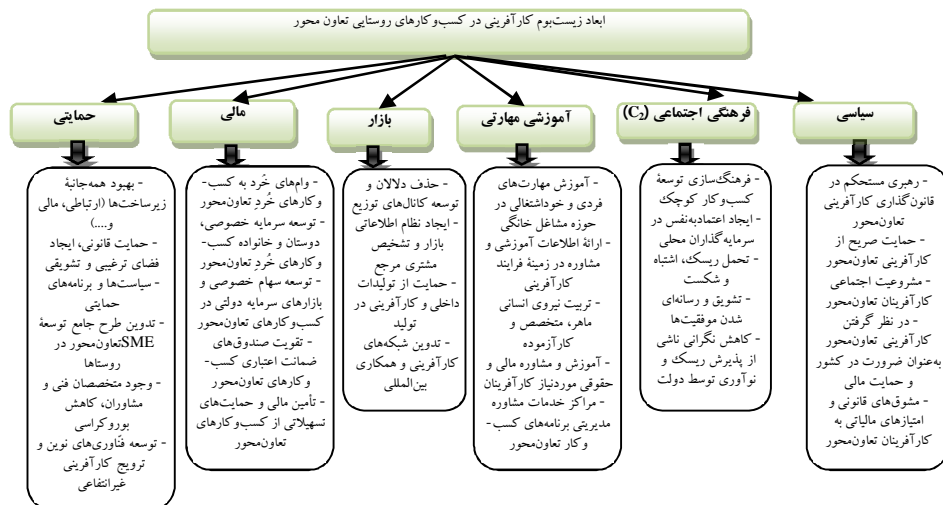 ابعاد زیست‌بوم کارآفرینی در کسب‌وکارهای روستایی تعاون محور
سیاسی
- رهبری مستحکم در
قانون‌گذاری کارآفرینی
تعاون‌محور
- حمایت صریح از
کارآفرینی تعاون‌محور
- مشروعیت اجتماعی
کارآفرینان تعاون‌محور
- در نظر گرفتن
کارآفرینی تعاون‌محور
به‌عنوان ضرورت در کشور
و حمایت مالی
- مشوق‌های قانونی و
امتیازهای مالیاتی به
کارآفرینان تعاون‌محور
فرهنگی اجتماعی (C₂)
- فرهنگ‌سازی توسعهٔ
کسب‌وکار کوچک
- ایجاد اعتمادبه‌نفس در
سرمایه‌گذاران محلی
- تحمل ریسک، اشتباه
و شکست
- تشویق و رسانه‌ای
شدن موفقیت‌ها
- کاهش نگرانی ناشی
از پذیرش ریسک و
نوآوری توسط دولت
آموزشی مهارتی
- آموزش مهارت‌های
فردی و خوداشتغالی در
حوزه مشاغل خانگی
- ارائهٔ اطلاعات آموزشی و
مشاوره در زمینهٔ فرایند
کارآفرینی
- تربیت نیروی انسانی
ماهر، متخصص و
کارآزموده
- آموزش و مشاوره مالی و
حقوقی موردنیاز کارآفرینان
- مراکز خدمات مشاوره
مدیریتی برنامه‌های کسب-
وکار تعاون‌محور
بازار
- حذف دلالان و
توسعه کانال‌های توزیع
- ایجاد نظام اطلاعاتی
بازار و تشخیص
مشتری مرجع
- حمایت از تولیدات
داخلی و کارآفرینی در
تولید
- تدوین شبکه‌های
کارآفرینی و همکاری
بین‌المللی
مالی
- وام‌های خُرد به کسب-
وکارهای خُردِ تعاون‌محور
- توسعه سرمایه خصوصی،
دوستان و خانواده کسب-
وکارهای خُردِ تعاون‌محور
- توسعه سهام خصوصی و
بازارهای سرمایه دولتی در
کسب‌وکارهای تعاون‌محور
- تقویت صندوق‌های
ضمانت اعتباری کسب-
وکارهای تعاون‌محور
- تأمین مالی و حمایت‌های
تسهیلاتی از کسب‌وکارهای
تعاون‌محور
حمایتی
- بهبود همه‌جانبهٔ
زیرساخت‌ها (ارتباطی، مالی
و....)
- حمایت قانونی، ایجاد
فضای ترغیبی و تشویقی
- سیاست‌ها و برنامه‌های
حمایتی
- تدوین طرح جامع توسعهٔ
SMEتعاون‌محور در
روستاها
- وجود متخصصان فنی و
مشاوران، کاهش
بوروکراسی
- توسعه فنّاوری‌های نوین و
ترویج کارآفرینی
غیرانتفاعی